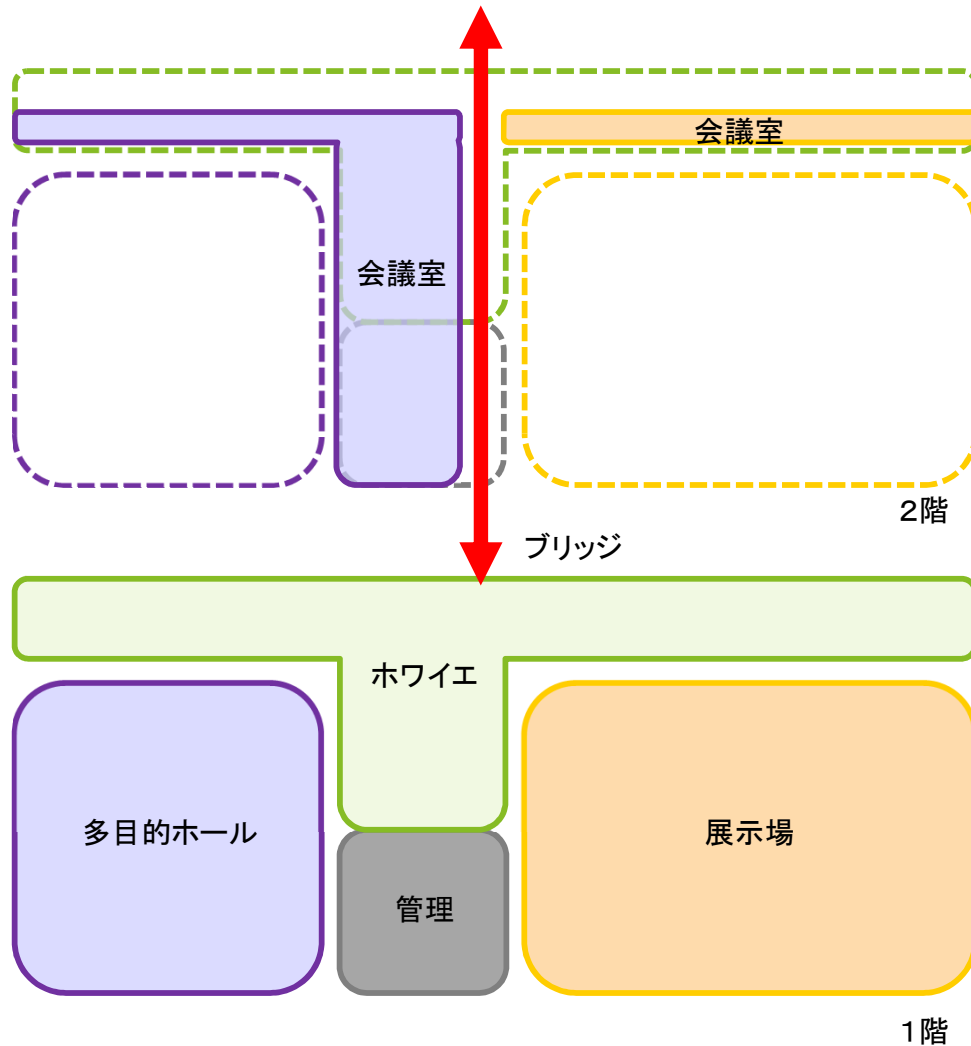 会議室
会議室
２階
ブリッジ
ホワイエ
多目的ホール
展示場
管理
１階